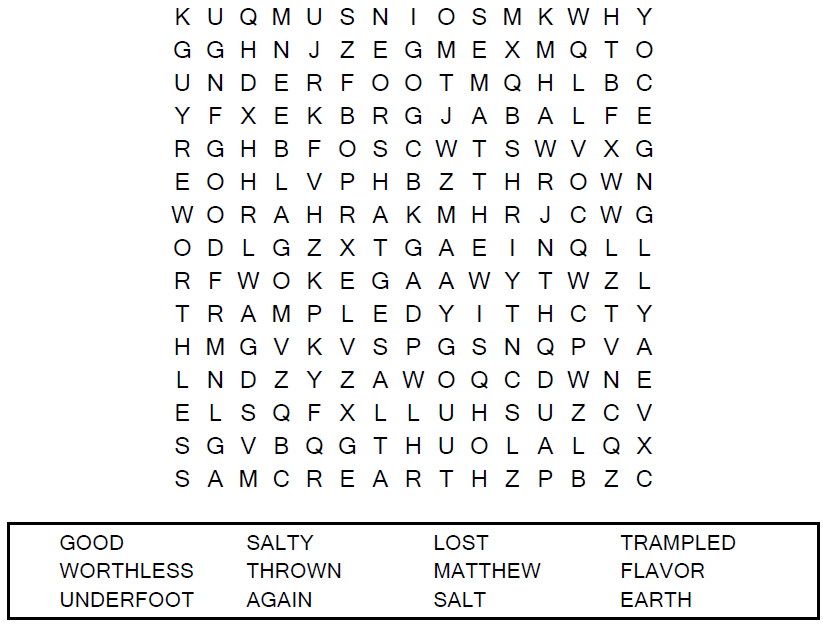 K U Q M U S N I O S M K W H Y
G G H N J Z E G M E X M Q T O
U N D E R F O O T M Q H L B C
Y F X E K B R G J A B A L F E
R G H B F O S C W T S W V X G
E O H L V P H B Z T H R O W N
W O R A H R A K M H R J C W G
O D L G Z X T G A E I N Q L L
R F W O K E G A A W Y T W Z L
T R A M P L E D Y I T H C T Y
H M G V K V S P G S N Q P V A
L N D Z Y Z A W O Q C D W N E
E L S Q F X L L U H S U Z C V
S G V B Q G T H U O L A L Q X
S A M C R E A R T H Z P B Z C
GOOD SALTY LOST TRAMPLED
WORTHLESS THROWN MATTHEW FLAVOR
UNDERFOOT AGAIN SALT EARTH